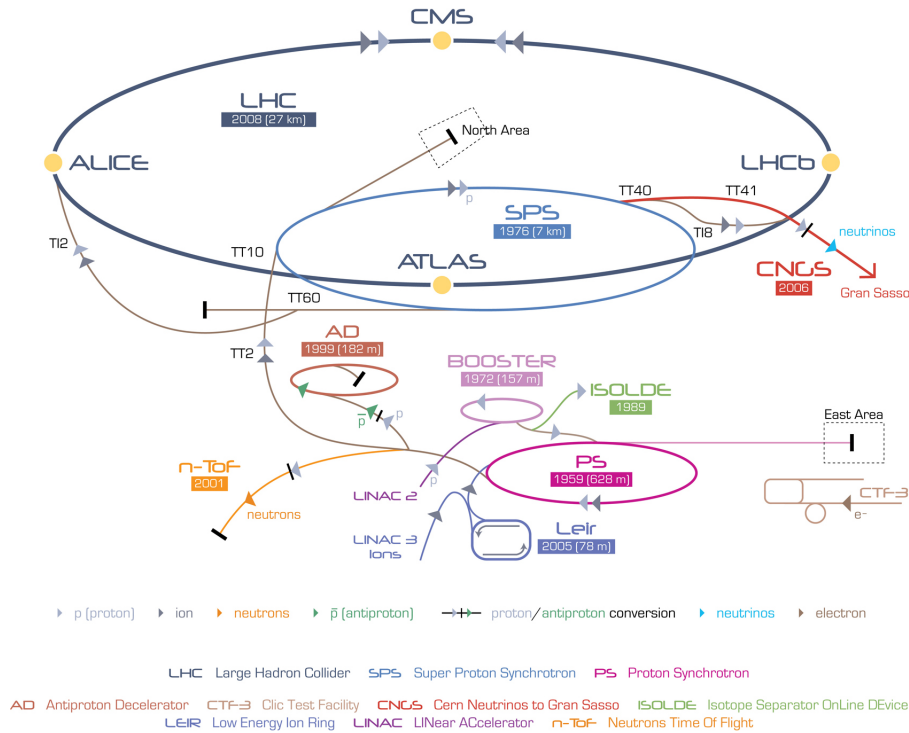 CMS
LHC
2008 (27 km)
North Area
ALICE
LHCb
TT40
TT41
p
SPS
1976 (7 km)
TI8
neutrinos
TI2
TT10
ATLAS
CNGS
2006
Gran Sasso
TT60
AD
1999 (182 m)
TT2
BOOSTER
1972 (157 m)
ISOLDE
1989
p̅
p
East Area
n-ToF
2001
PS
1959 (628 m)
LINAC 2
p
neutrons
CTF3
e-
LINAC 3
Ions
Leir
2005 (78 m)
p (proton) ion neutrons p̅ (antiproton) proton/antiproton conversion neutrinos electron
LHC Large Hadron Collider SPS Super Proton Synchrotron PS Proton Synchrotron
AD Antiproton Decelerator CTF3 Clic Test Facility CNGS Cern Neutrinos to Gran Sasso ISOLDE Isotope Separator OnLine DEvice
LEIR Low Energy Ion Ring LINAC LINear ACcelerator n-ToF Neutrons Time Of Flight